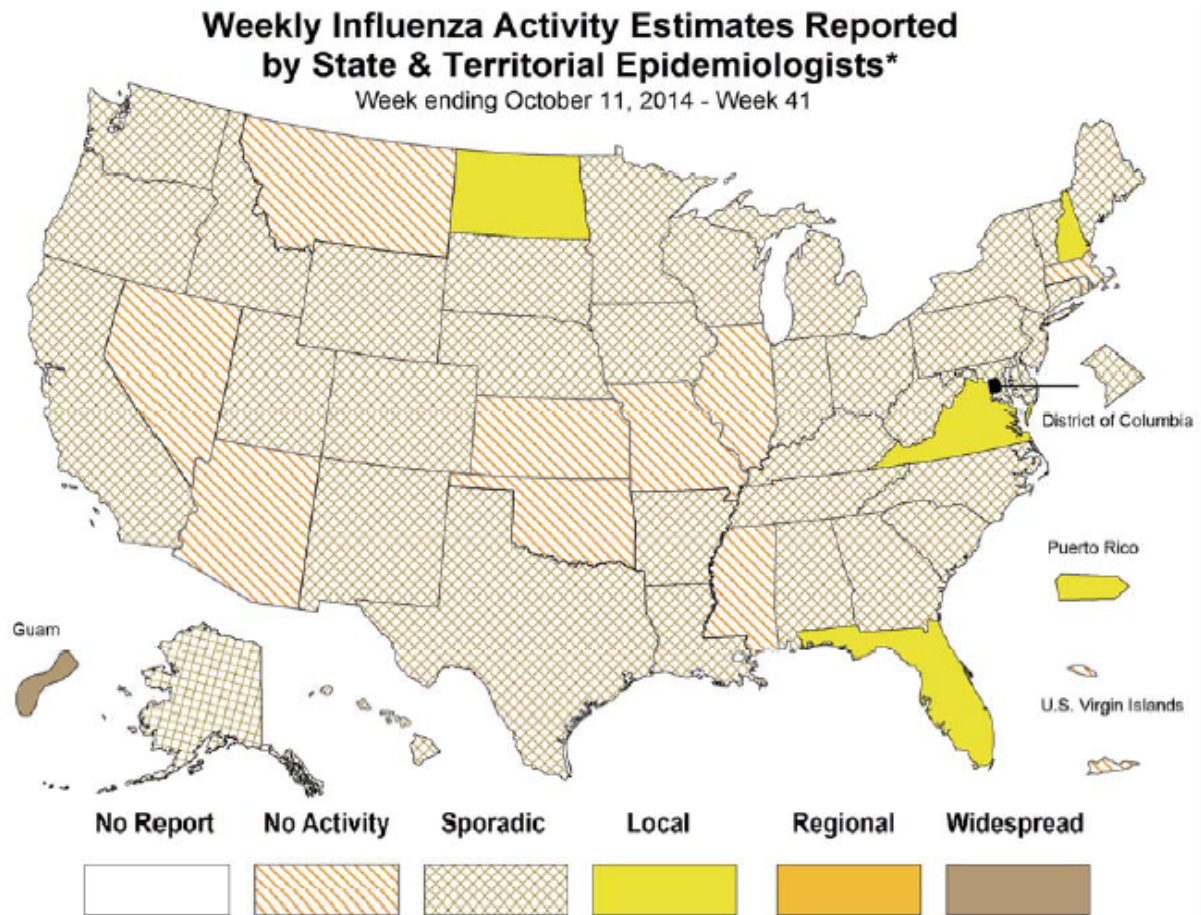 Weekly Influenza Activity Estimates Reported
by State & Territorial Epidemiologists*
Week ending October 11, 2014 - Week 41
District of Columbia
Puerto Rico
Guam
U.S. Virgin Islands
No Report No Activity Sporadic Local Regional Widespread